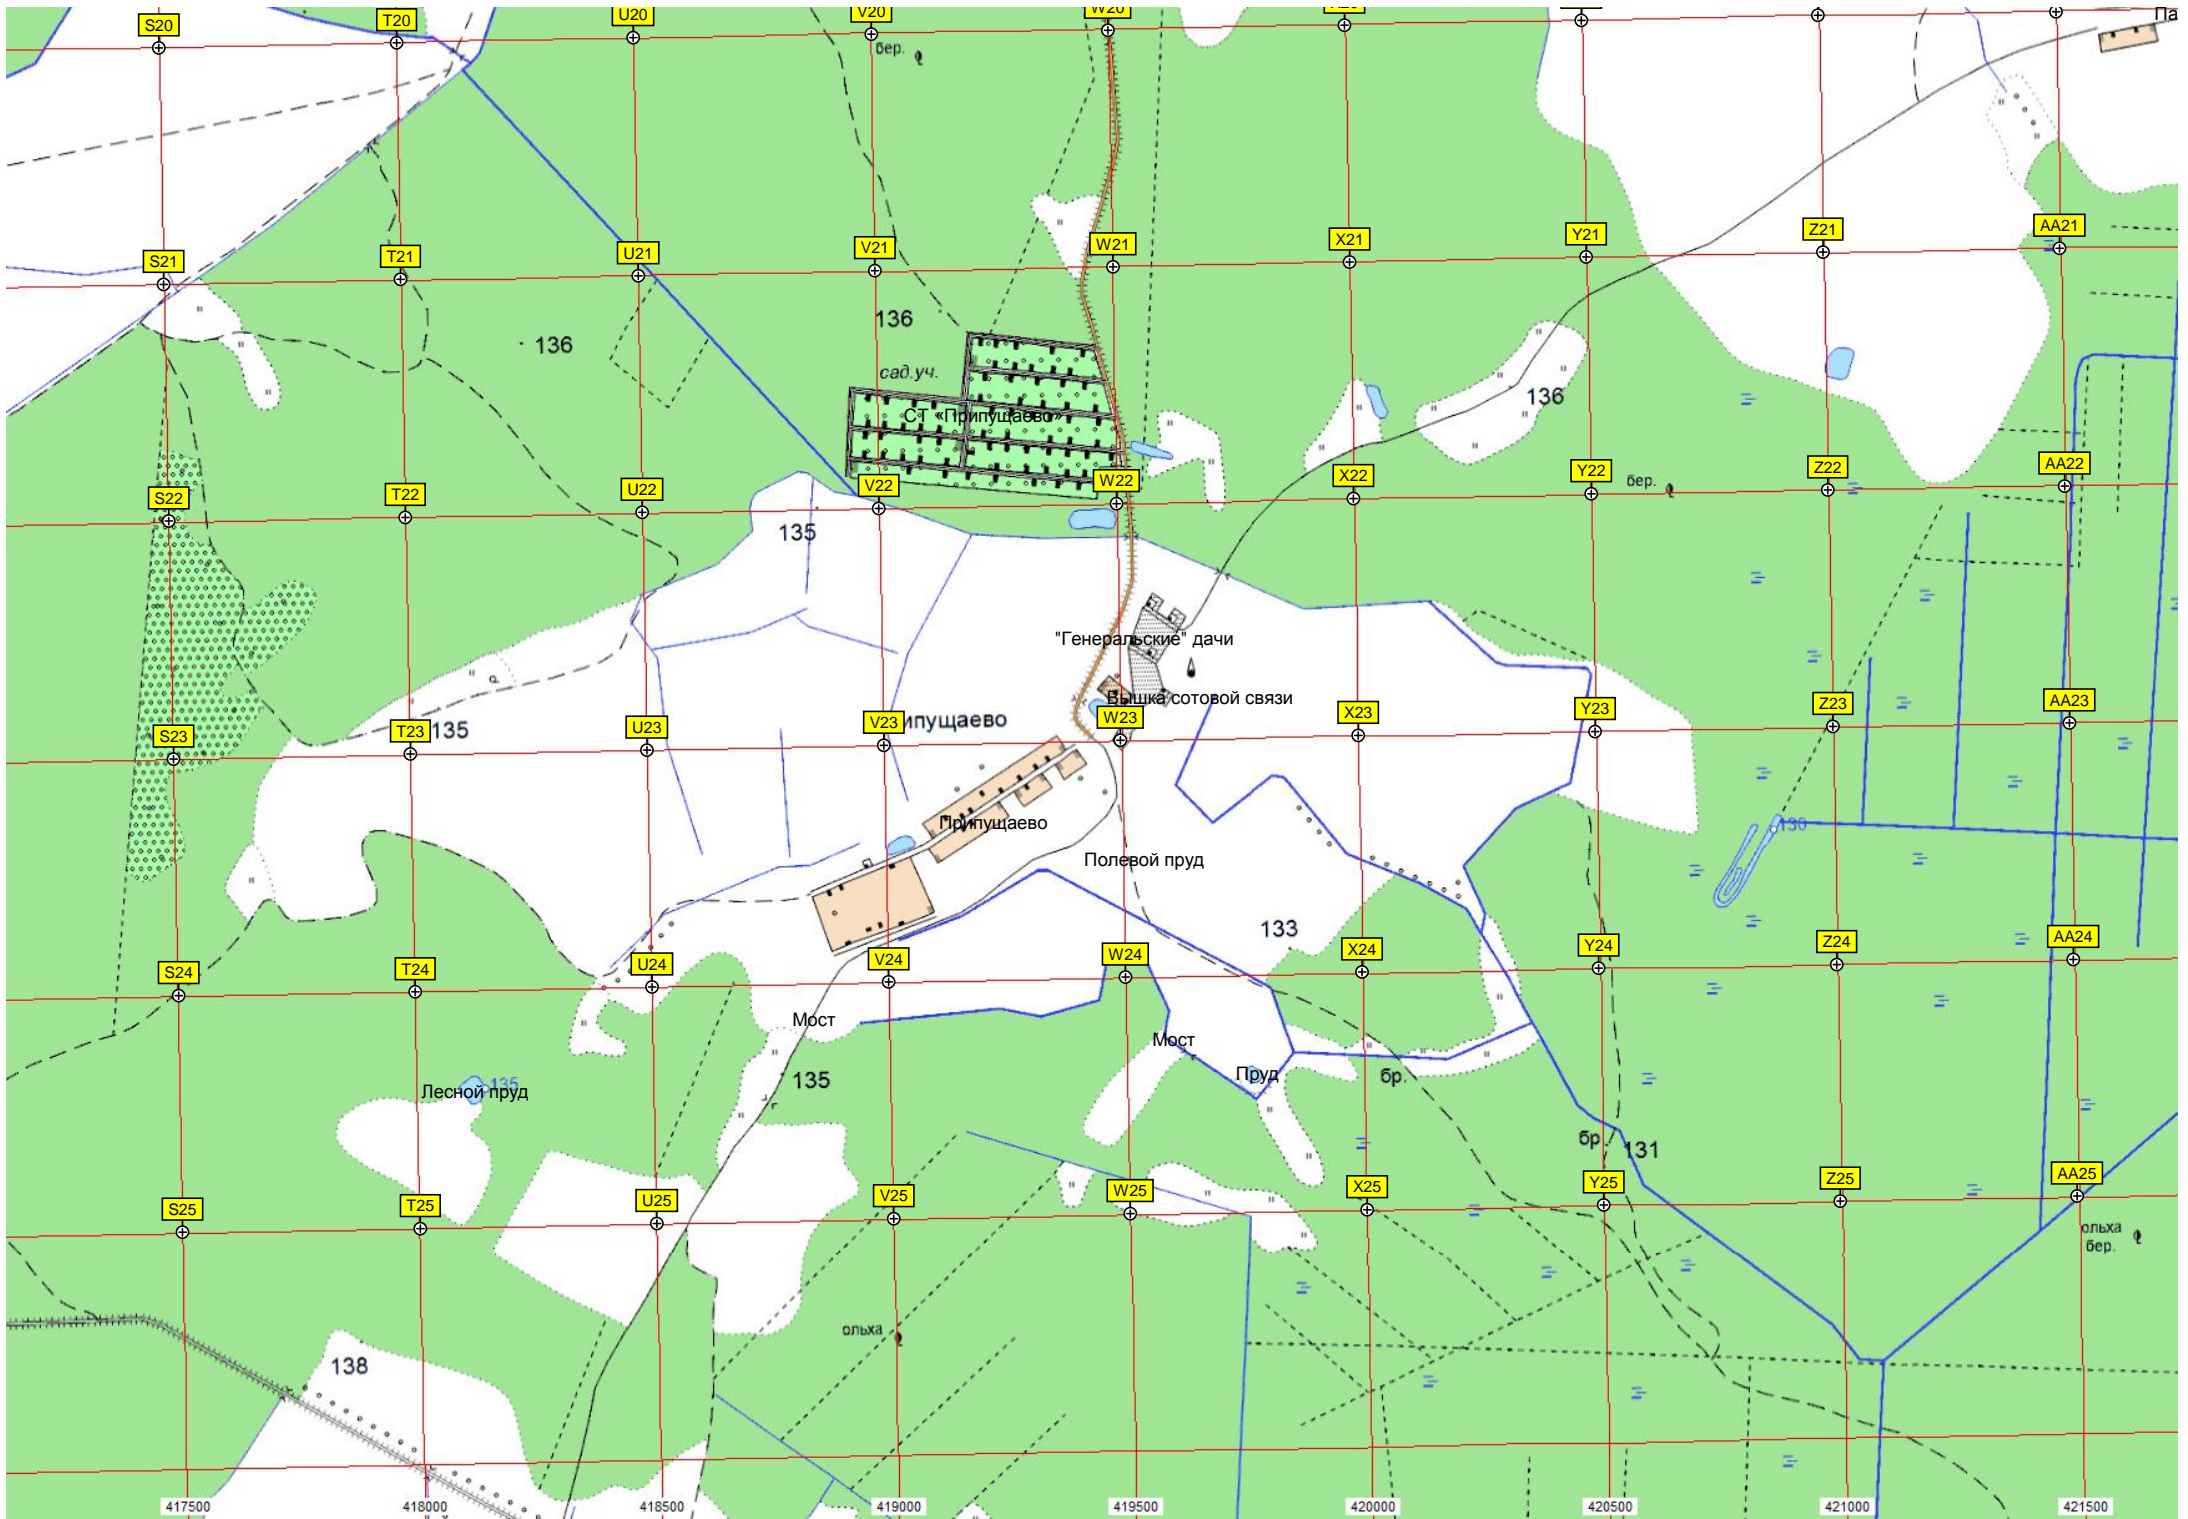 S20
T20
U20
V20
W20
Па
бер.
S21
T21
U21
V21
W21
X21
Y21
Z21
AA21
136
136
сад.уч.
136
СТ «Припущаево»
S22
T22
U22
V22
W22
X22
Y22
бер.
Z22
AA22
135
"Генеральские" дачи
Вышка сотовой связи
S23
T23
135
U23
V23
ипущаево
W23
X23
Y23
Z23
AA23
Припущаево
130
Полевой пруд
133
S24
T24
U24
V24
W24
X24
Y24
Z24
AA24
Мост
Мост
135
135
Лесной пруд
Пруд
бр.
бр.
131
S25
T25
U25
V25
W25
X25
Y25
Z25
AA25
ольха
бер.
ольха
138
417500
418000
418500
419000
419500
420000
420500
421000
421500